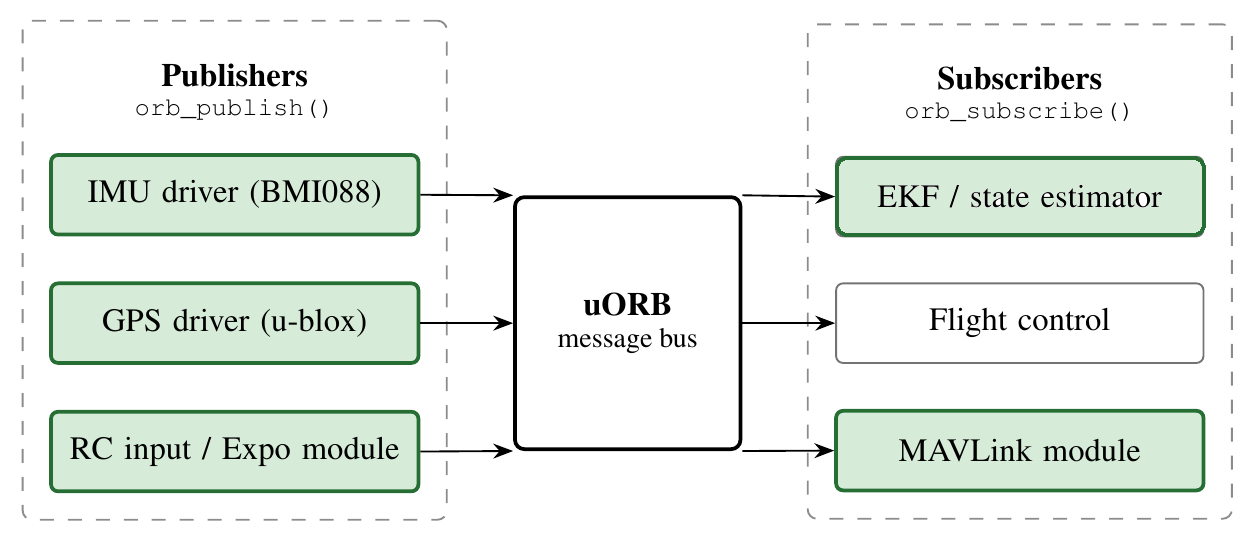 Publishers
orb_publish()
IMU driver (BMI088)
GPS driver (u-blox)
RC input / Expo module
uORB
message bus
Subscribers
orb_subscribe()
EKF / state estimator
Flight control
MAVLink module